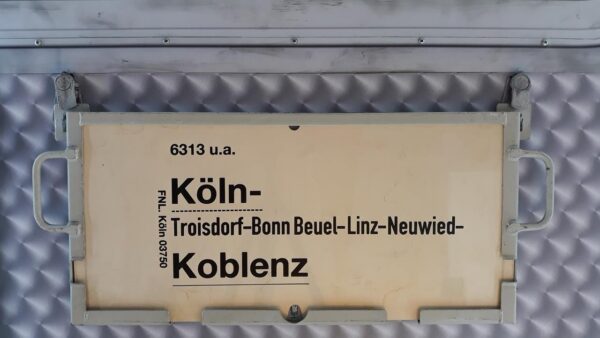 6313 u.a.
Köln-
Troisdorf-Bonn Beuel-Linz-Neuwied-
Koblenz
FNL. Köln 03750